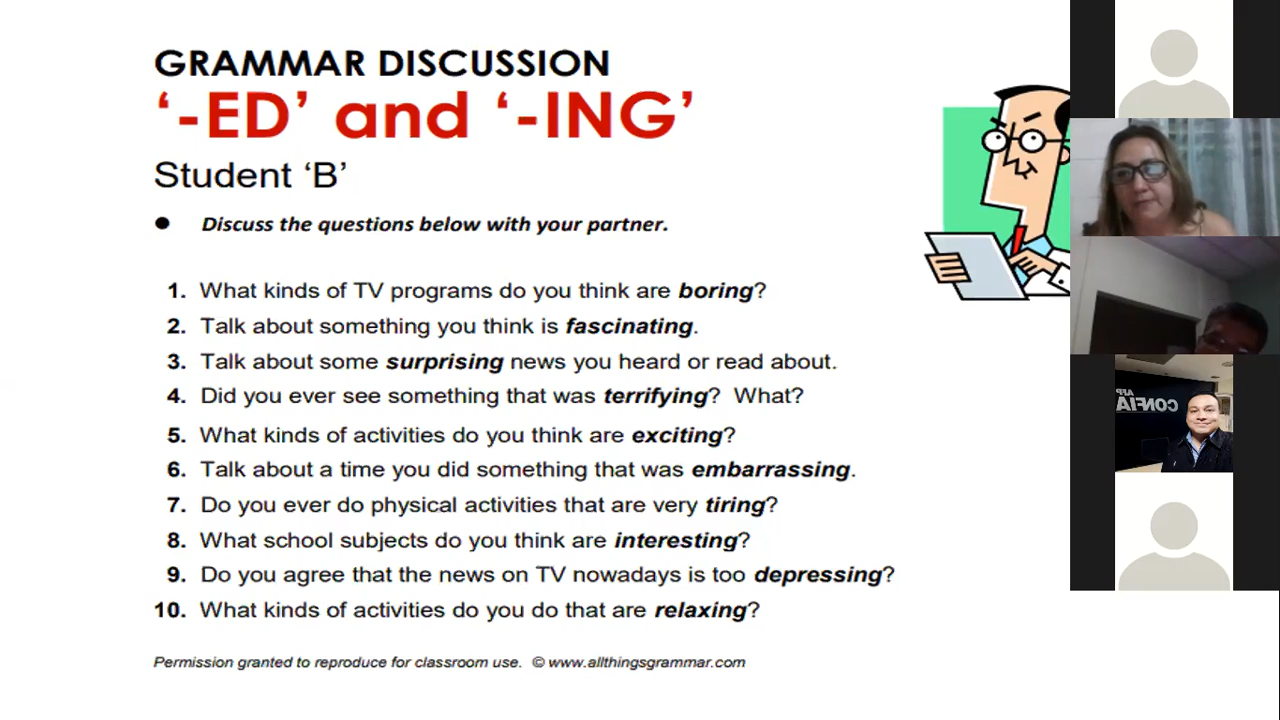 GRAMMAR DISCUSSION
‘-ED’ and ‘-ING’
Student ‘B’
● Discuss the questions below with your partner.
1. What kinds of TV programs do you think are boring?
2. Talk about something you think is fascinating.
3. Talk about some surprising news you heard or read about.
4. Did you ever see something that was terrifying? What?
5. What kinds of activities do you think are exciting?
6. Talk about a time you did something that was embarrassing.
7. Do you ever do physical activities that are very tiring?
8. What school subjects do you think are interesting?
9. Do you agree that the news on TV nowadays is too depressing?
10. What kinds of activities do you do that are relaxing?
Permission granted to reproduce for classroom use. © www.allthingsgrammar.com
AFP
CONFIA